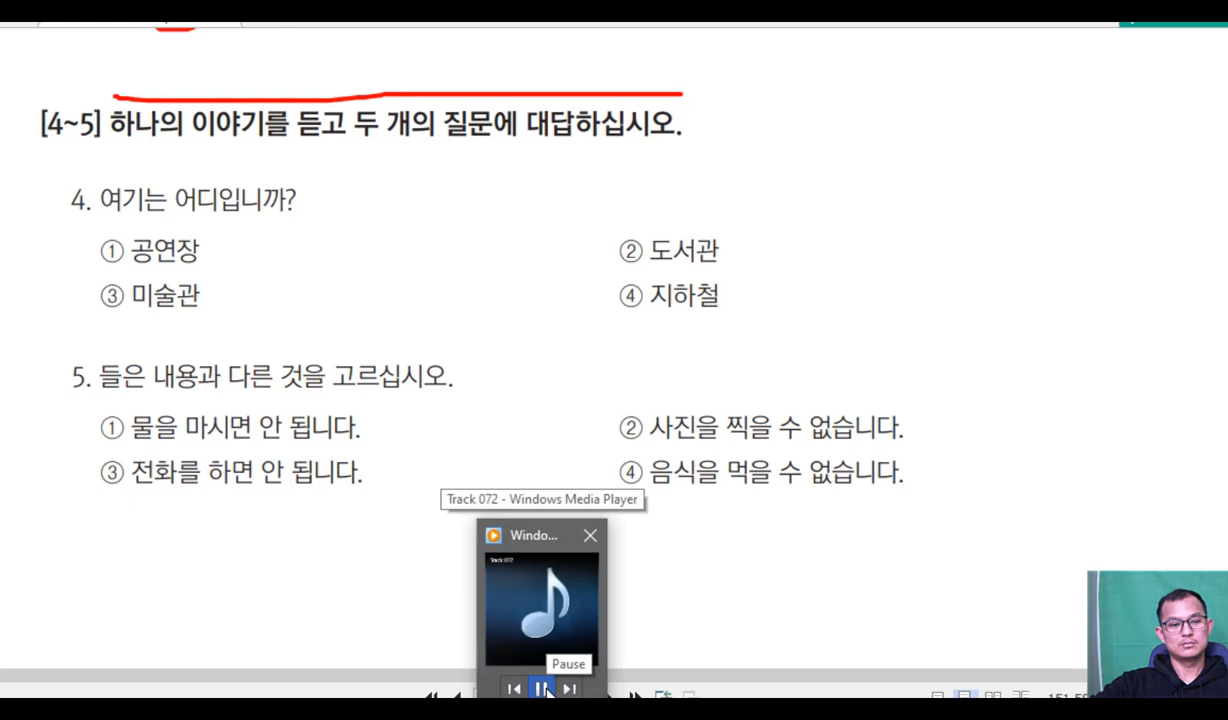 [4~5] 하나의 이야기를 듣고 두 개의 질문에 대답하십시오.
4. 여기는 어디입니까?
① 공연장
② 도서관
③ 미술관
④ 지하철
5. 들은 내용과 다른 것을 고르십시오.
① 물을 마시면 안 됩니다.
② 사진을 찍을 수 없습니다.
③ 전화를 하면 안 됩니다.
④ 음식을 먹을 수 없습니다.
Track 072 - Windows Media Player
Windo...
Track 072
Pause